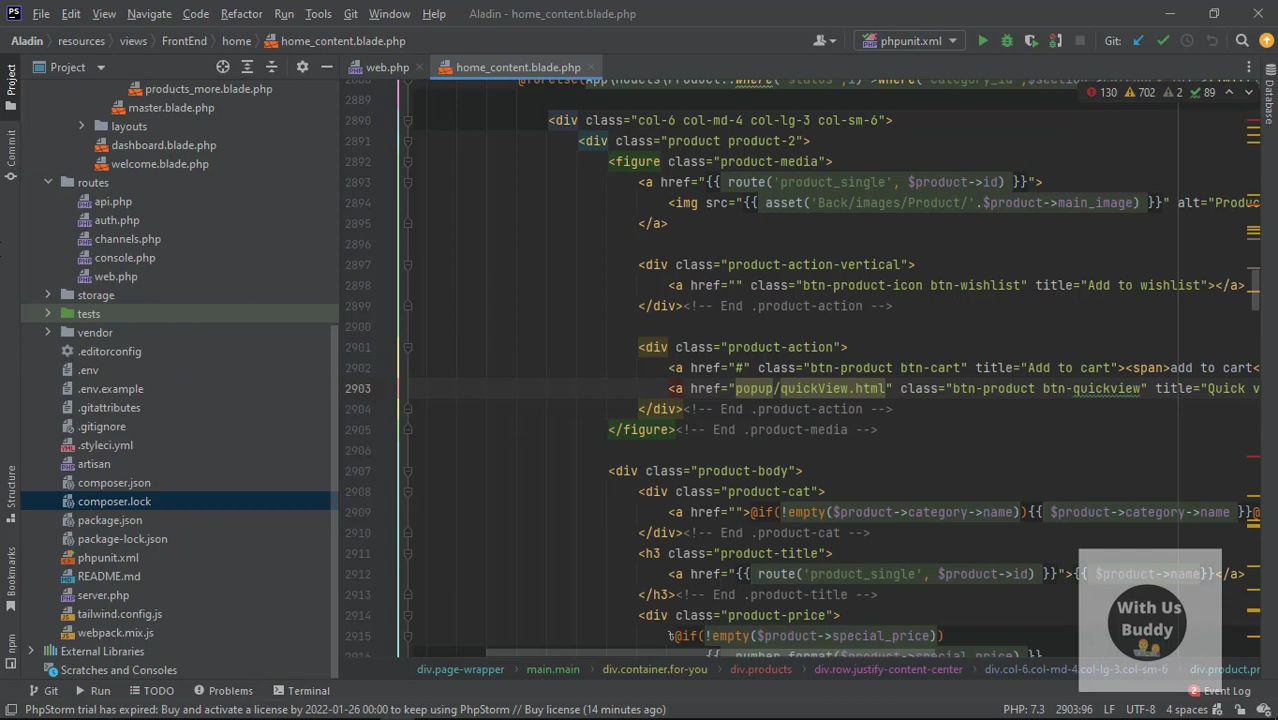 File Edit View Navigate Code Refactor Run Tools Git Window Help Aladin - home_content.blade.php
Aladin resources views FrontEnd home home_content.blade.php phpunit.xml Git:
Project web.php home_content.blade.php
130 702 2 89
products_more.blade.php
master.blade.php
layouts
dashboard.blade.php
welcome.blade.php
routes
api.php
auth.php
channels.php
console.php
web.php
storage
tests
vendor
.editorconfig
.env
.env.example
.gitattributes
.gitignore
.styleci.yml
artisan
composer.json
composer.lock
package.json
package-lock.json
phpunit.xml
README.md
server.php
tailwind.config.js
webpack.mix.js
External Libraries
Scratches and Consoles
2889
2890 <div class="col-6 col-md-4 col-lg-3 col-sm-6">
2891 <div class="product product-2">
2892 <figure class="product-media">
2893 <a href="{{ route('product_single', $product->id) }}">
2894 <img src="{{ asset('Back/images/Product/'.$product->main_image) }}" alt="Produc
2895 </a>
2896
2897 <div class="product-action-vertical">
2898 <a href="" class="btn-product-icon btn-wishlist" title="Add to wishlist"></a>
2899 </div><!-- End .product-action -->
2900
2901 <div class="product-action">
2902 <a href="#" class="btn-product btn-cart" title="Add to cart"><span>add to cart<
2903 <a href="popup/quickView.html" class="btn-product btn-quickview" title="Quick v
2904 </div><!-- End .product-action -->
2905 </figure><!-- End .product-media -->
2906
2907 <div class="product-body">
2908 <div class="product-cat">
2909 <a href="">@if(!empty($product->category->name)){{ $product->category->name }}@
2910 </div><!-- End .product-cat -->
2911 <h3 class="product-title">
2912 <a href="{{ route('product_single', $product->id) }}">{{ $product->name}}</a>
2913 </h3><!-- End .product-title -->
2914 <div class="product-price">
2915 @if(!empty($product->special_price))
{{ number_format($product->special_price) }}
div.page-wrapper main.main div.container.for-you div.products div.row.justify-content-center div.col-6.col-md-4.col-lg-3.col-sm-6 div.product.pr
Project
Commit
Structure
Bookmarks
npm
Database
With Us
Buddy
Git Run TODO Problems Terminal 2 Event Log
PhpStorm trial has expired: Buy and activate a license by 2022-01-26 00:00 to keep using PhpStorm // Buy license (14 minutes ago) PHP: 7.3 2903:96 LF UTF-8 4 spaces